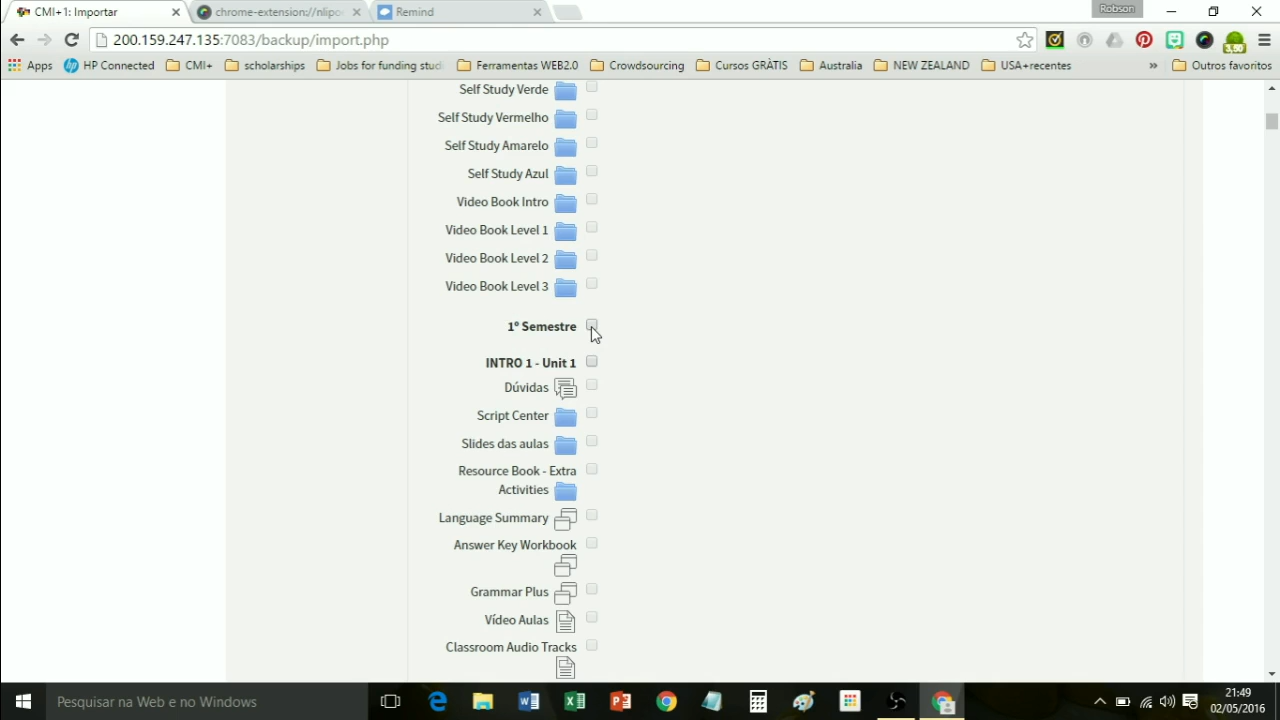 CMI+1: Importar
chrome-extension://nlipo
Remind
Robson
200.159.247.135:7083/backup/import.php
3.50
Apps
HP Connected
CMI+
scholarships
Jobs for funding stud
Ferramentas WEB2.0
Crowdsourcing
Cursos GRÁTIS
Australia
NEW ZEALAND
USA+recentes
»
Outros favoritos
Self Study Verde
Self Study Vermelho
Self Study Amarelo
Self Study Azul
Video Book Intro
Video Book Level 1
Video Book Level 2
Video Book Level 3
1º Semestre
INTRO 1 - Unit 1
Dúvidas
Script Center
Slides das aulas
Resource Book - Extra
Activities
Language Summary
Answer Key Workbook
Grammar Plus
Vídeo Aulas
Classroom Audio Tracks
Pesquisar na Web e no Windows
21:49
02/05/2016